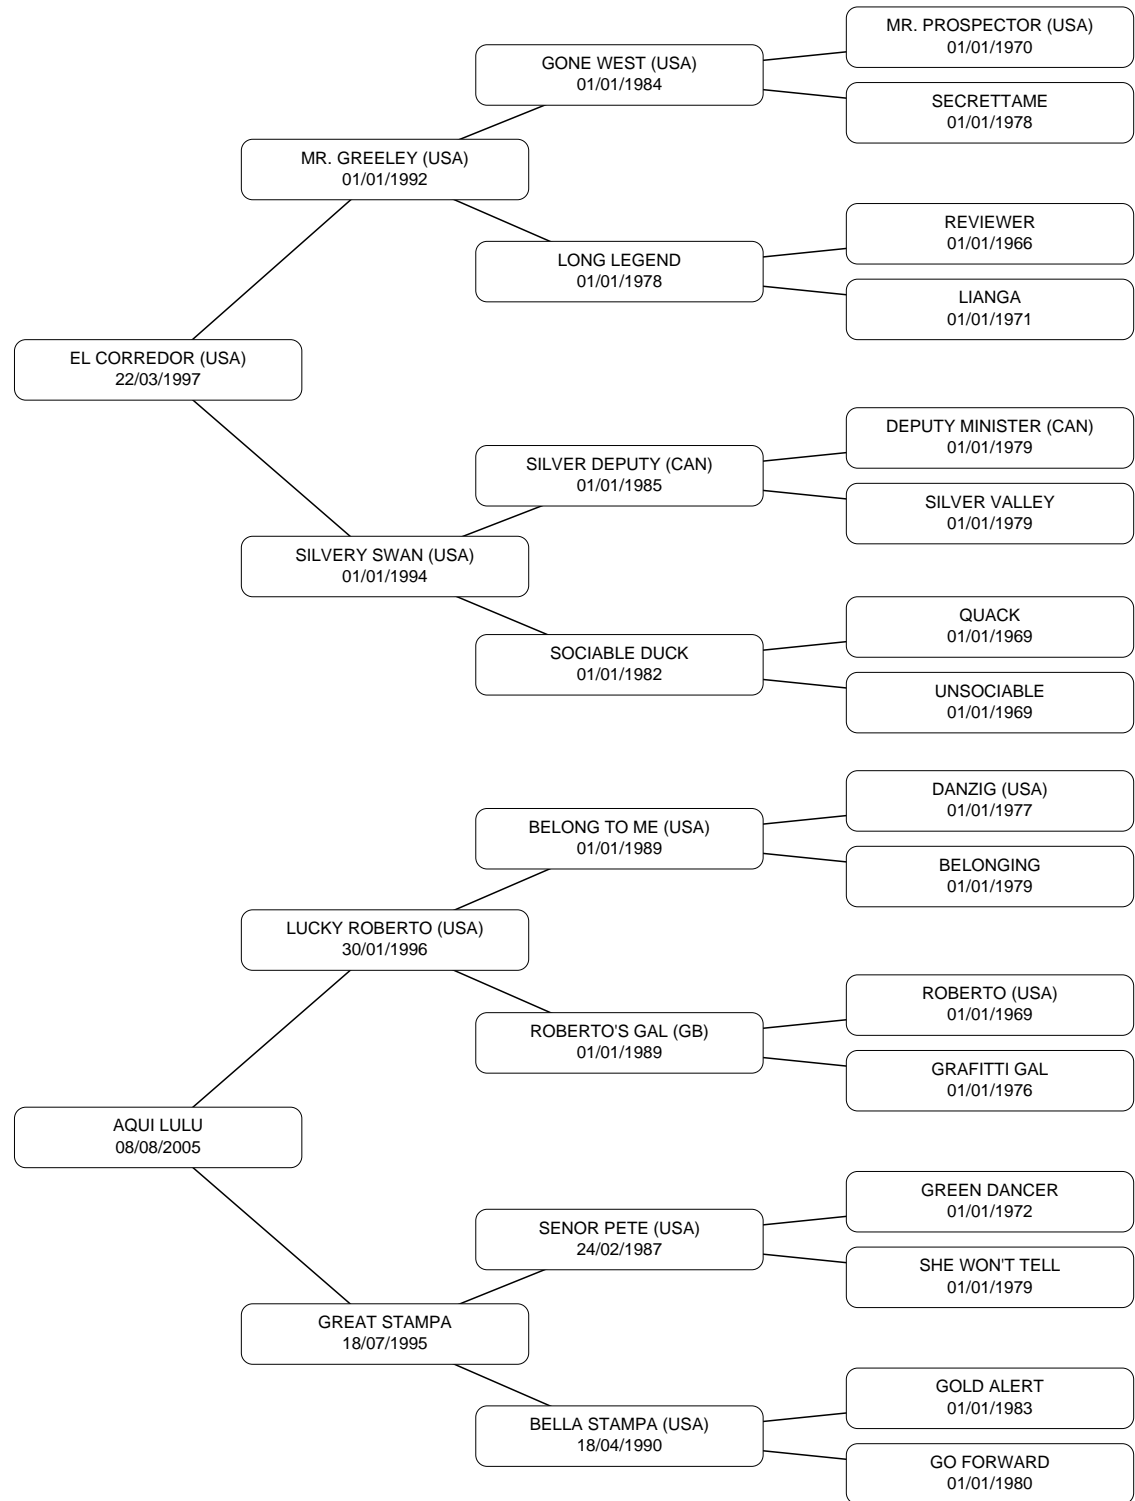 MR. PROSPECTOR (USA)
01/01/1970
GONE WEST (USA)
01/01/1984
SECRETTAME
01/01/1978
MR. GREELEY (USA)
01/01/1992
REVIEWER
01/01/1966
LONG LEGEND
01/01/1978
LIANGA
01/01/1971
EL CORREDOR (USA)
22/03/1997
DEPUTY MINISTER (CAN)
01/01/1979
SILVER DEPUTY (CAN)
01/01/1985
SILVER VALLEY
01/01/1979
SILVERY SWAN (USA)
01/01/1994
QUACK
01/01/1969
SOCIABLE DUCK
01/01/1982
UNSOCIABLE
01/01/1969
DANZIG (USA)
01/01/1977
BELONG TO ME (USA)
01/01/1989
BELONGING
01/01/1979
LUCKY ROBERTO (USA)
30/01/1996
ROBERTO (USA)
01/01/1969
ROBERTO'S GAL (GB)
01/01/1989
GRAFITTI GAL
01/01/1976
AQUI LULU
08/08/2005
GREEN DANCER
01/01/1972
SENOR PETE (USA)
24/02/1987
SHE WON'T TELL
01/01/1979
GREAT STAMPA
18/07/1995
GOLD ALERT
01/01/1983
BELLA STAMPA (USA)
18/04/1990
GO FORWARD
01/01/1980